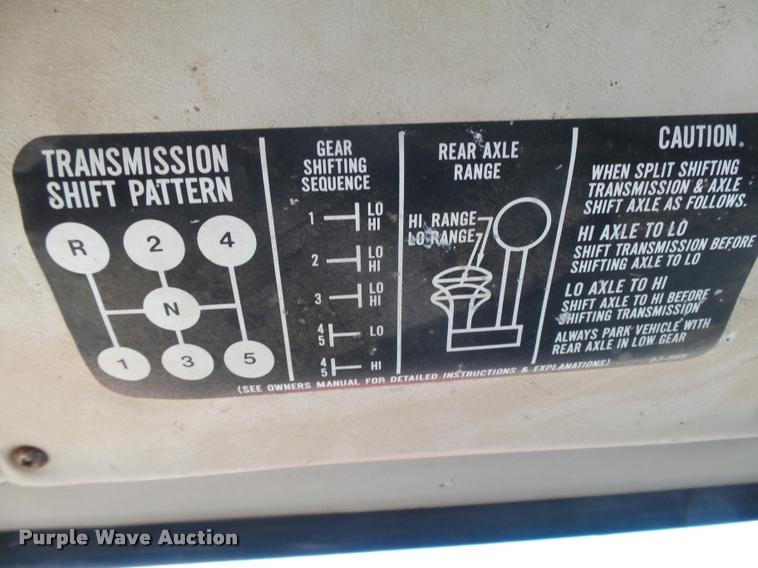 TRANSMISSION
SHIFT PATTERN
R 2 4
N
1 3 5
GEAR
SHIFTING
SEQUENCE
1 LO
HI
2 LO
HI
3 LO
HI
4
5 LO
4
5 HI
REAR AXLE
RANGE
HI RANGE
LO RANGE
CAUTION
WHEN SPLIT SHIFTING
TRANSMISSION & AXLE
SHIFT AXLE AS FOLLOWS.
HI AXLE TO LO
SHIFT TRANSMISSION BEFORE
SHIFTING AXLE TO LO
LO AXLE TO HI
SHIFT AXLE TO HI BEFORE
SHIFTING TRANSMISSION
ALWAYS PARK VEHICLE WITH
REAR AXLE IN LOW GEAR
(SEE OWNERS MANUAL FOR DETAILED INSTRUCTIONS & EXPLANATIONS)
Purple Wave Auction